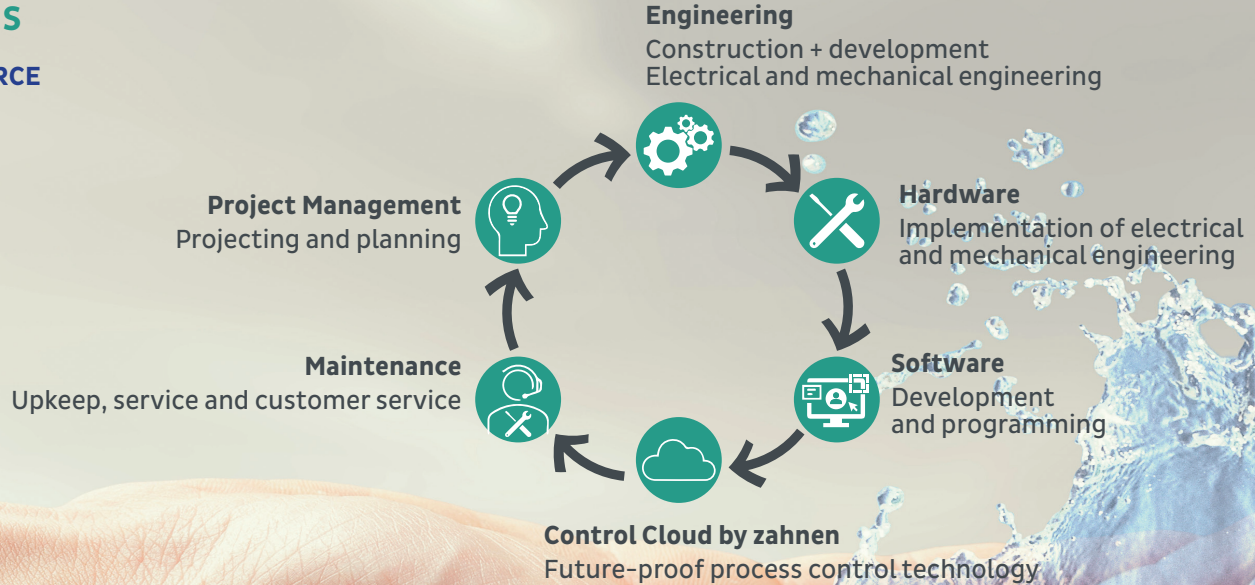 S
RCE
Engineering
Construction + development
Electrical and mechanical engineering
Hardware
Implementation of electrical
and mechanical engineering
Software
Development
and programming
Control Cloud by zahnen
Future-proof process control technology
Maintenance
Upkeep, service and customer service
Project Management
Projecting and planning